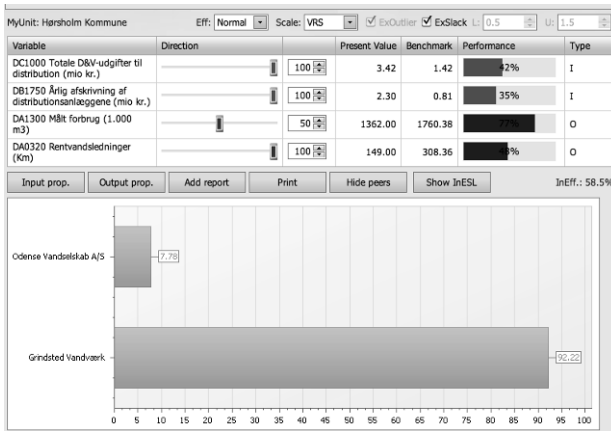 MyUnit: Hørsholm Kommune Eff: Normal Scale: VRS ExOutlier ExSlack L: 0.5 U: 1.5
Variable Direction Present Value Benchmark Performance Type
DC1000 Totale D&V-udgifter til
distribution (mio kr.) 100 3.42 1.42 42% I
DB1750 Årlig afskrivning af
distributionsanlæggene (mio kr.) 100 2.30 0.81 35% I
DA1300 Målt forbrug (1.000
m3) 50 1362.00 1760.38 77% O
DA0320 Rentvandsledninger
(Km) 100 149.00 308.36 48% O
Input prop. Output prop. Add report Print Hide peers Show InESL InEff.: 58.5%
Odense Vandselskab A/S 7.78
Grindsted Vandværk 92.22
0 5 10 15 20 25 30 35 40 45 50 55 60 65 70 75 80 85 90 95 100